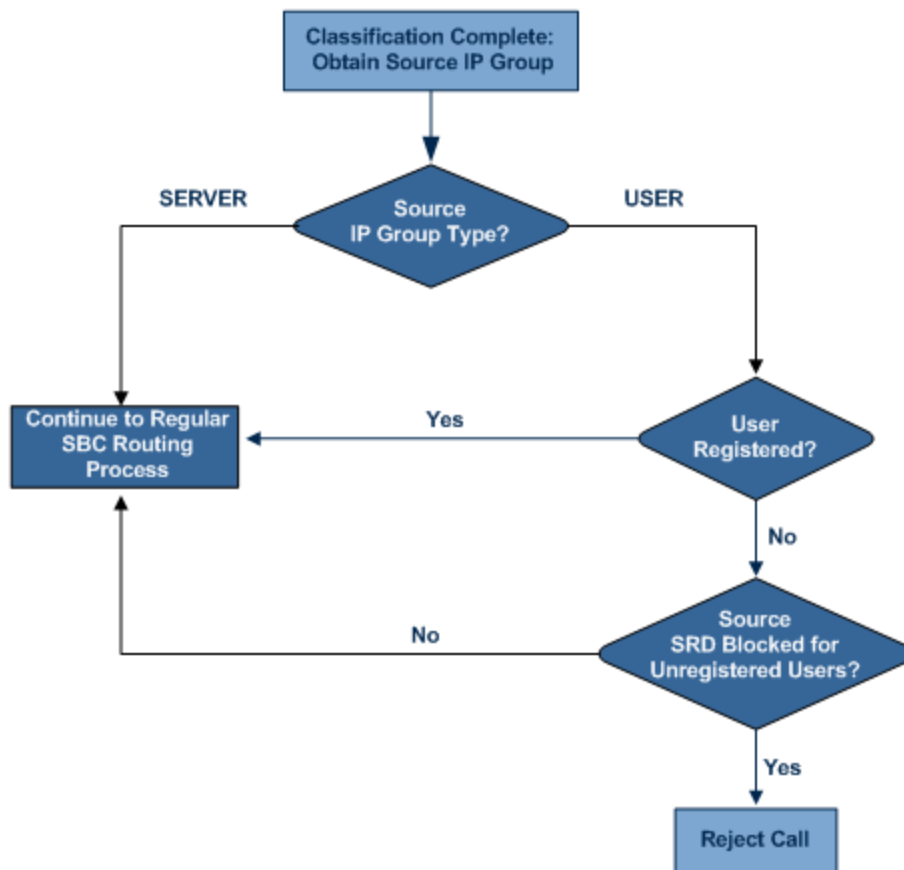 Classification Complete:
Obtain Source IP Group
SERVER
USER
Source
IP Group Type?
Continue to Regular
SBC Routing
Process
Yes
User
Registered?
No
No
Source
SRD Blocked for
Unregistered Users?
Yes
Reject Call